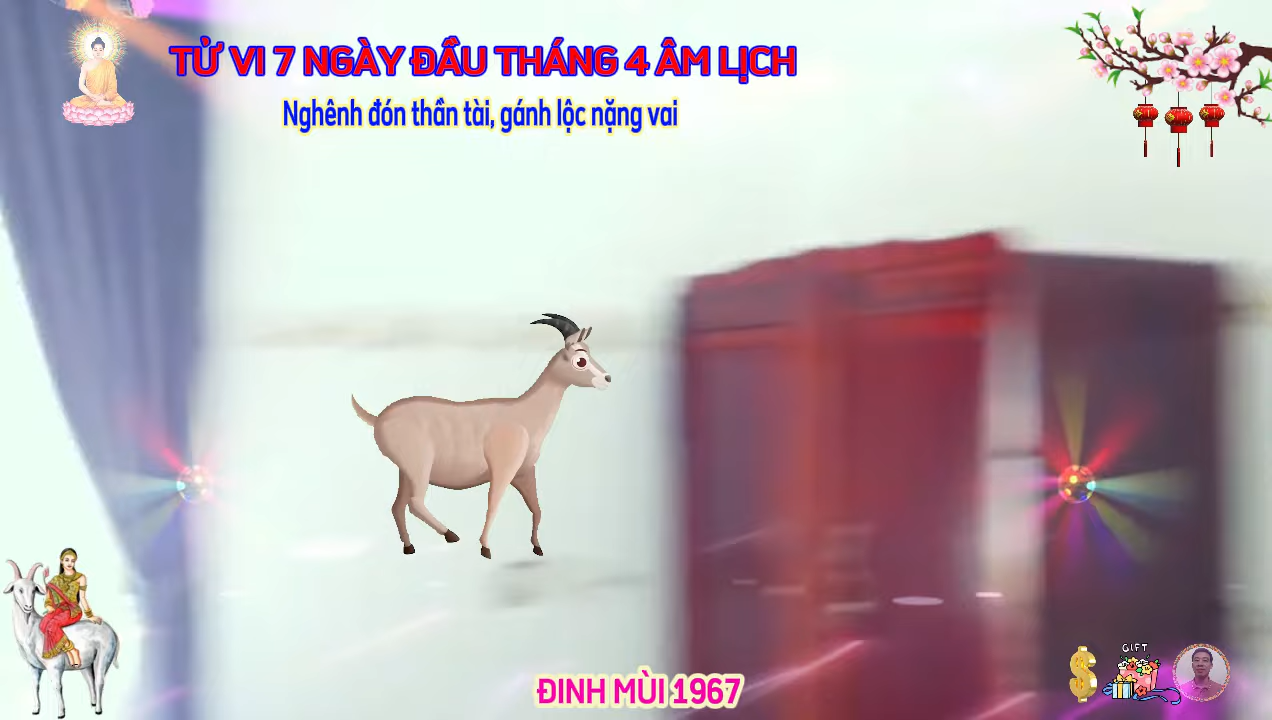 TỬ VI 7 NGÀY ĐẦU THÁNG 4 ÂM LỊCH
Nghênh đón thần tài, gánh lộc nặng vai
GIFT
ĐINH MÙI 1967